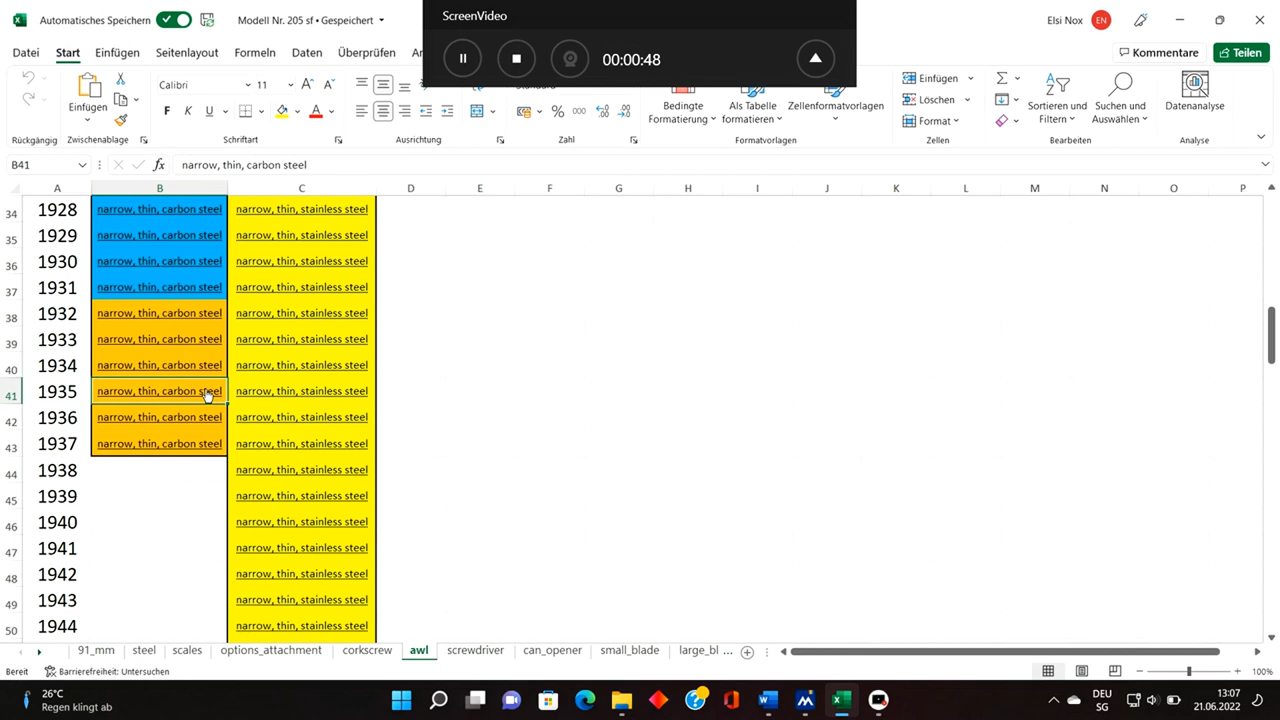 Automatisches Speichern
Modell Nr. 205 sf • Gespeichert
ScreenVideo
00:00:48
Elsi Nox
EN
Datei
Start
Einfügen
Seitenlayout
Formeln
Daten
Überprüfen
Kommentare
Teilen
Einfügen
Calibri
11
F K U
Standard
Bedingte
Formatierung
Als Tabelle
formatieren
Zellenformatvorlagen
Einfügen
Löschen
Format
Sortieren und
Filtern
Suchen und
Auswählen
Datenanalyse
Rückgängig
Zwischenablage
Schriftart
Ausrichtung
Zahl
Formatvorlagen
Zellen
Bearbeiten
Analyse
B41
fx
narrow, thin, carbon steel
A B C D E F G H I J K L M N O P
34 1928 narrow, thin, carbon steel narrow, thin, stainless steel
35 1929 narrow, thin, carbon steel narrow, thin, stainless steel
36 1930 narrow, thin, carbon steel narrow, thin, stainless steel
37 1931 narrow, thin, carbon steel narrow, thin, stainless steel
38 1932 narrow, thin, carbon steel narrow, thin, stainless steel
39 1933 narrow, thin, carbon steel narrow, thin, stainless steel
40 1934 narrow, thin, carbon steel narrow, thin, stainless steel
41 1935 narrow, thin, carbon steel narrow, thin, stainless steel
42 1936 narrow, thin, carbon steel narrow, thin, stainless steel
43 1937 narrow, thin, carbon steel narrow, thin, stainless steel
44 1938 narrow, thin, stainless steel
45 1939 narrow, thin, stainless steel
46 1940 narrow, thin, stainless steel
47 1941 narrow, thin, stainless steel
48 1942 narrow, thin, stainless steel
49 1943 narrow, thin, stainless steel
50 1944 narrow, thin, stainless steel
91_mm steel scales options_attachment corkscrew awl screwdriver can_opener small_blade large_bl ...
Bereit
Barrierefreiheit: Untersuchen
100%
26°C
Regen klingt ab
DEU
SG
13:07
21.06.2022